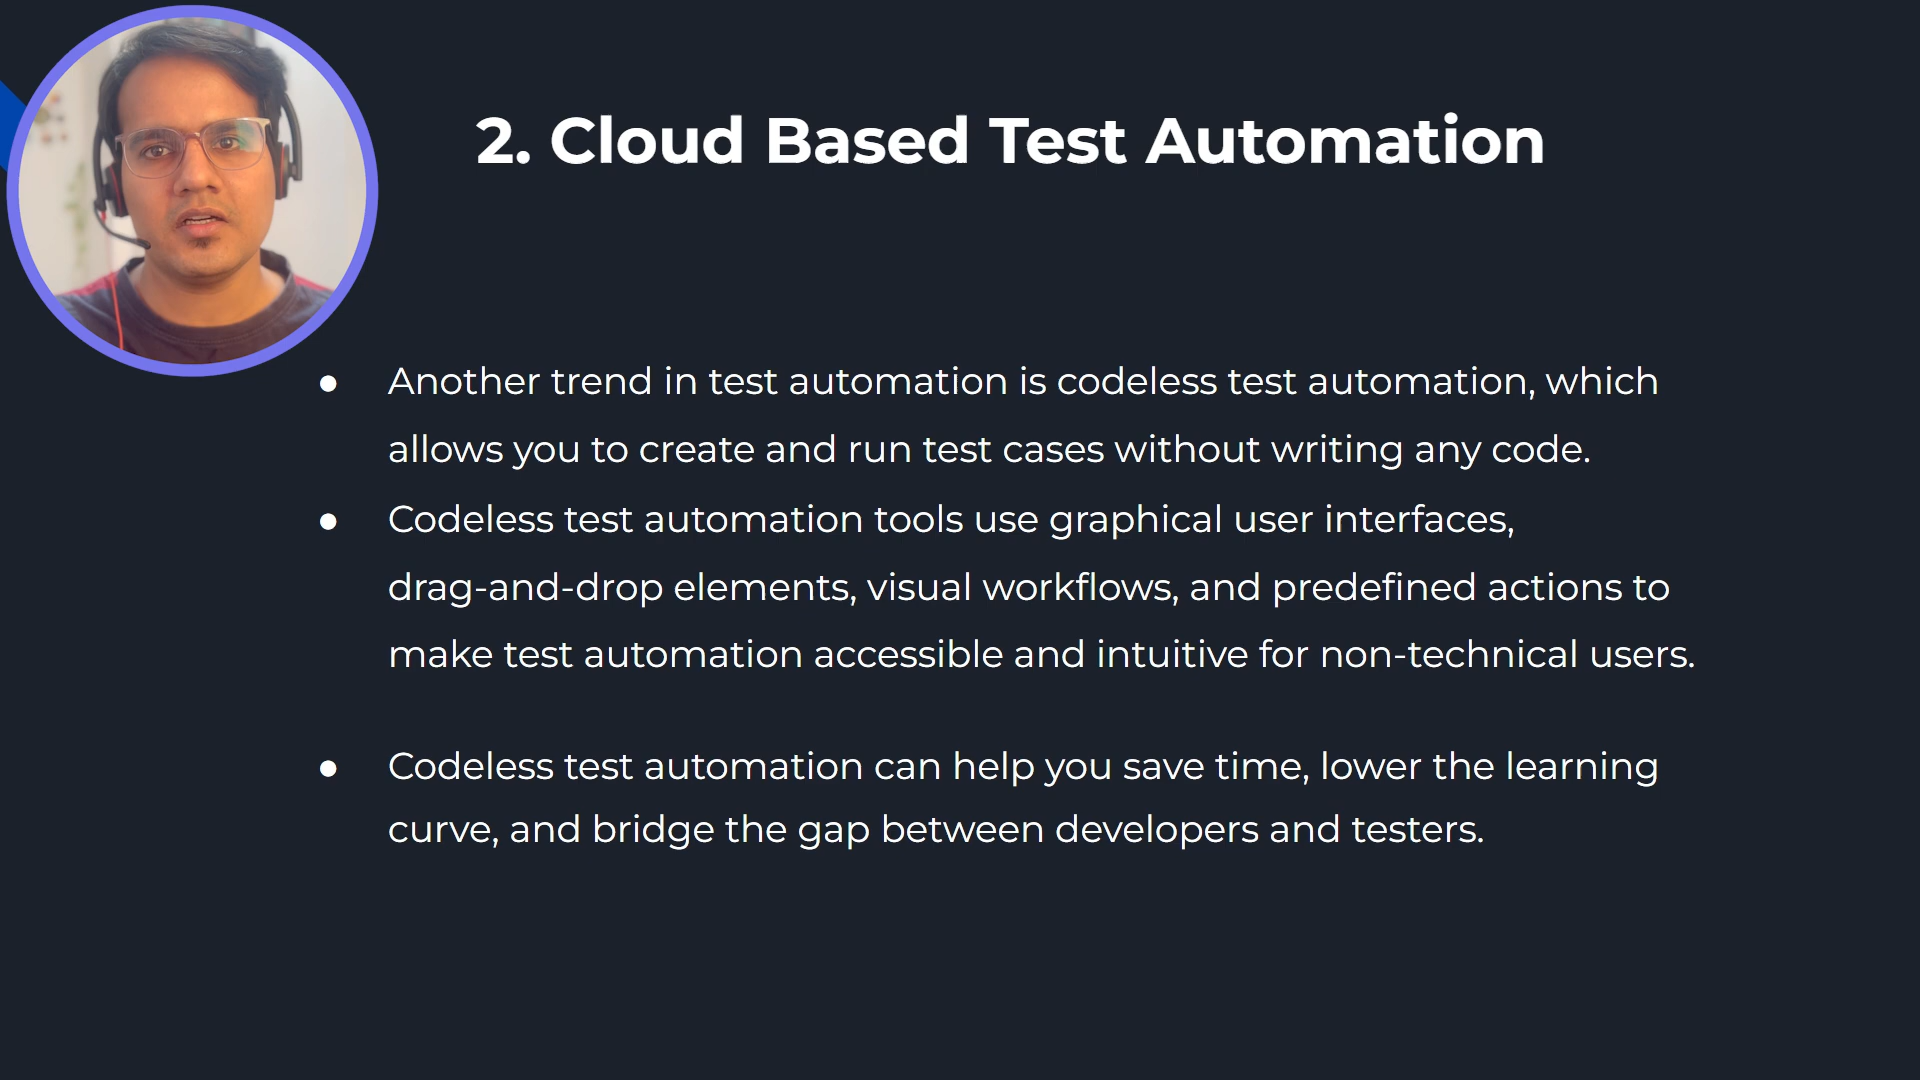 2. Cloud Based Test Automation
● Another trend in test automation is codeless test automation, which
allows you to create and run test cases without writing any code.
● Codeless test automation tools use graphical user interfaces,
drag-and-drop elements, visual workflows, and predefined actions to
make test automation accessible and intuitive for non-technical users.
● Codeless test automation can help you save time, lower the learning
curve, and bridge the gap between developers and testers.